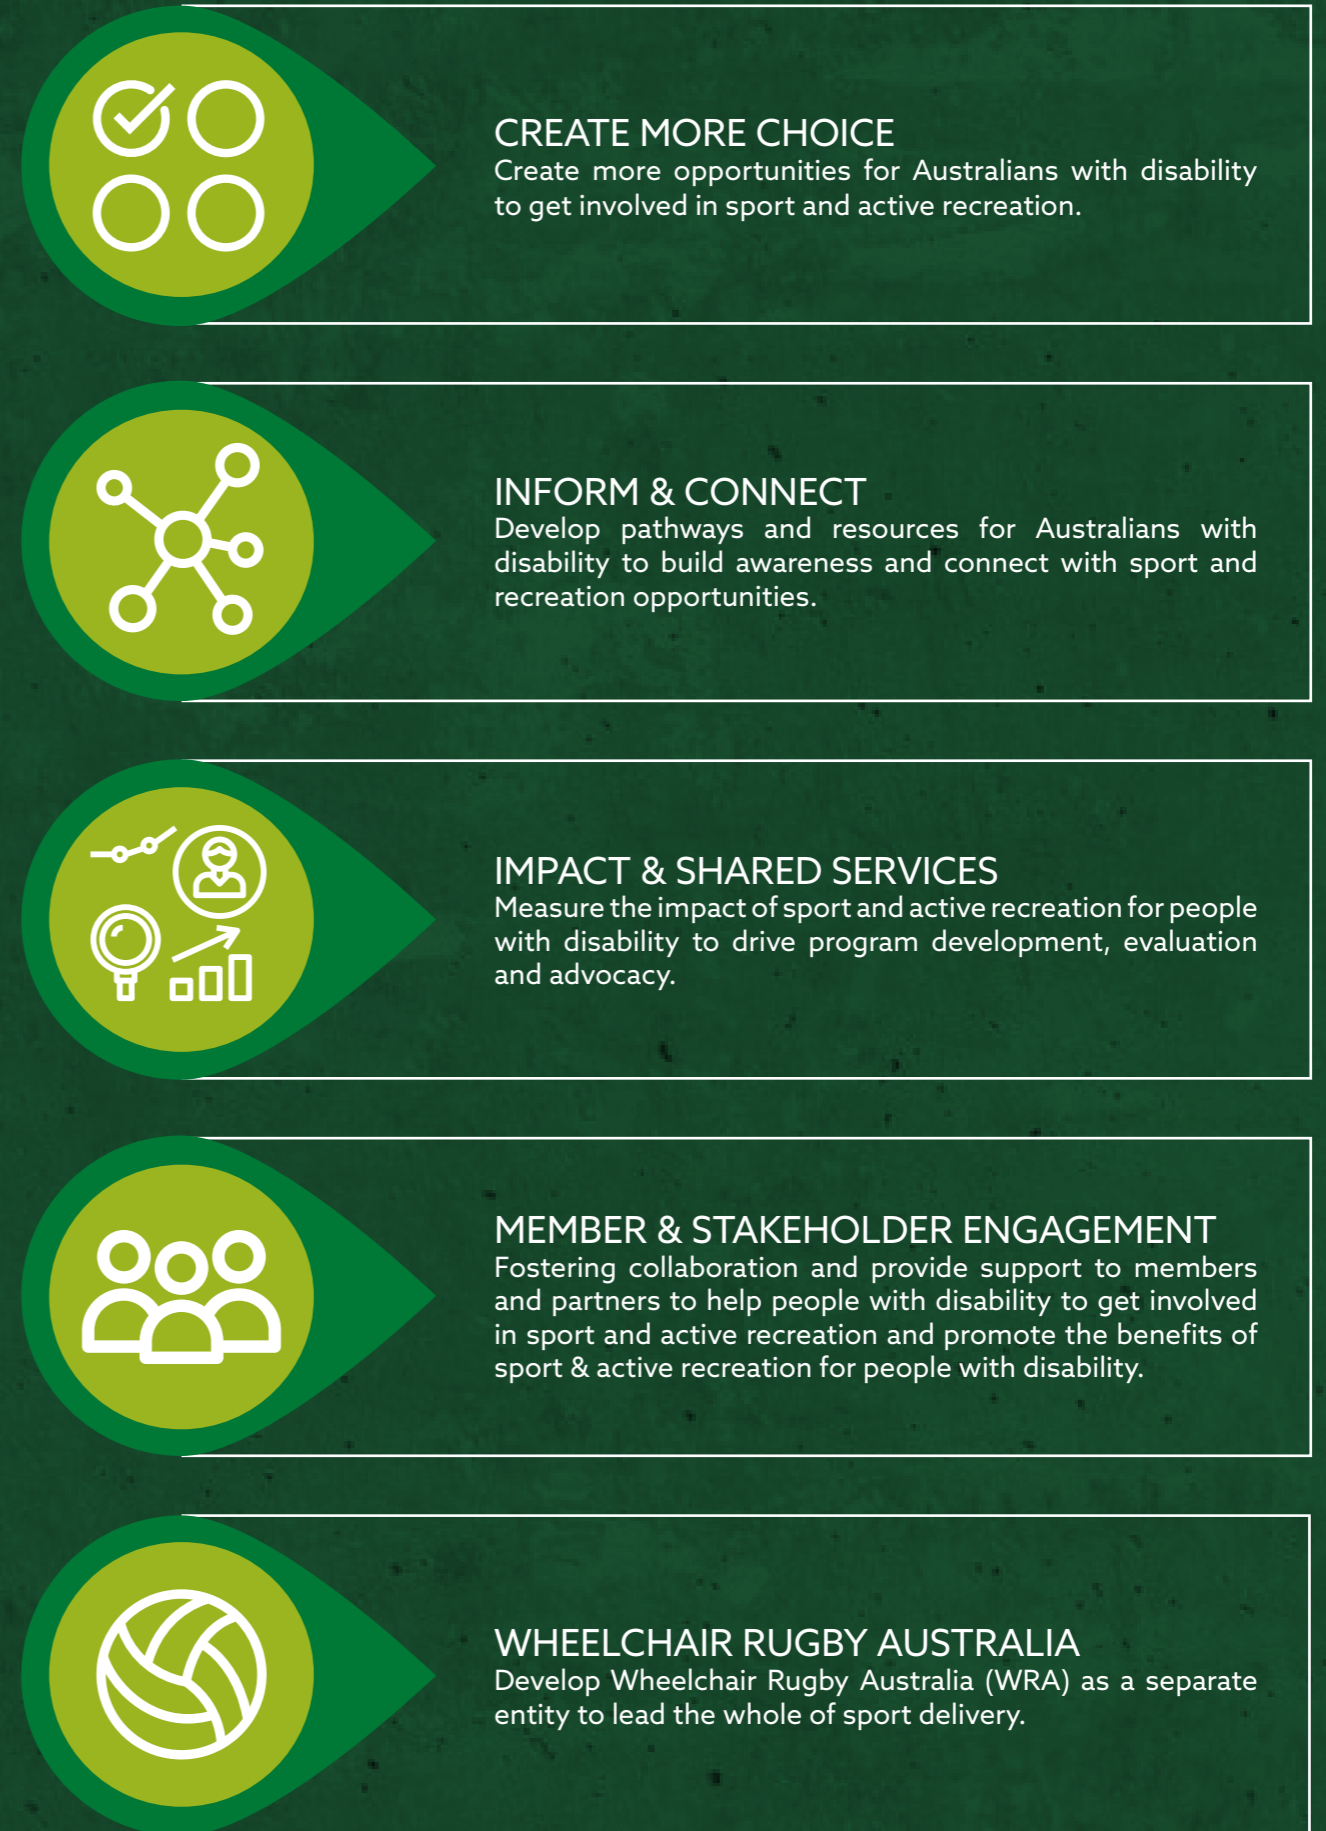 CREATE MORE CHOICE
Create more opportunities for Australians with disability
to get involved in sport and active recreation.
INFORM & CONNECT
Develop pathways and resources for Australians with
disability to build awareness and connect with sport and
recreation opportunities.
IMPACT & SHARED SERVICES
Measure the impact of sport and active recreation for people
with disability to drive program development, evaluation
and advocacy.
MEMBER & STAKEHOLDER ENGAGEMENT
Fostering collaboration and provide support to members
and partners to help people with disability to get involved
in sport and active recreation and promote the benefits of
sport & active recreation for people with disability.
WHEELCHAIR RUGBY AUSTRALIA
Develop Wheelchair Rugby Australia (WRA) as a separate
entity to lead the whole of sport delivery.